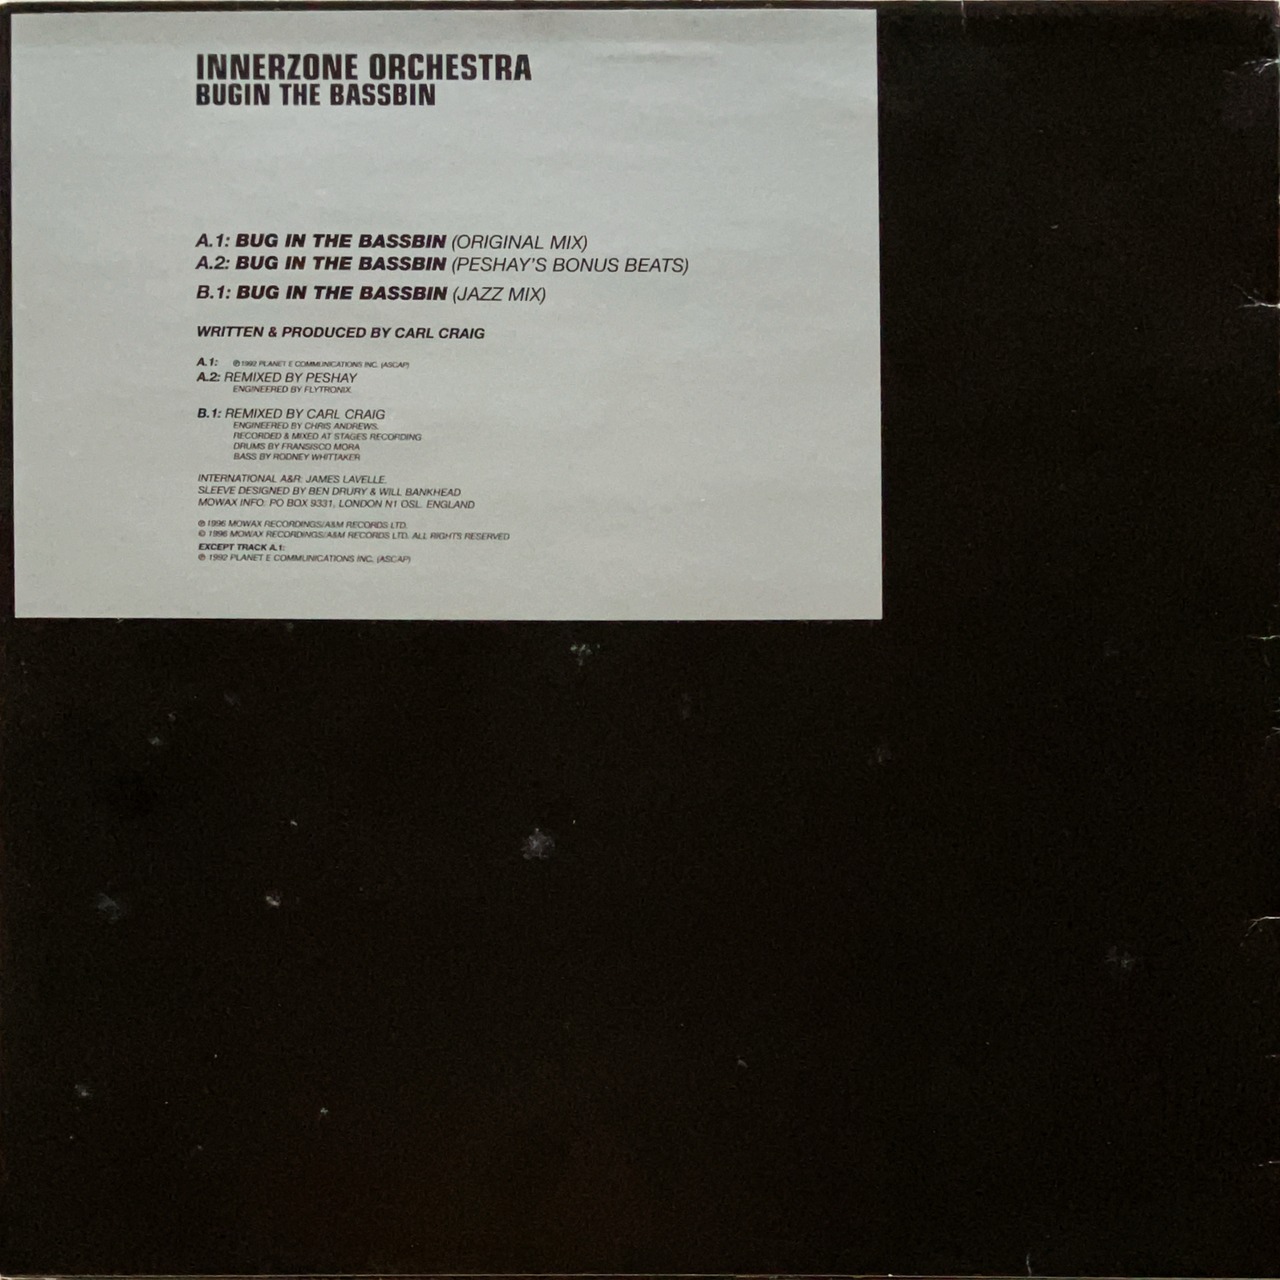 INNERZONE ORCHESTRA
BUGIN THE BASSBIN
A.1: BUG IN THE BASSBIN (ORIGINAL MIX)
A.2: BUG IN THE BASSBIN (PESHAY'S BONUS BEATS)
B.1: BUG IN THE BASSBIN (JAZZ MIX)
WRITTEN & PRODUCED BY CARL CRAIG
A.1: ℗ 1992 PLANET E COMMUNICATIONS INC. (ASCAP)
A.2: REMIXED BY PESHAY
ENGINEERED BY FLYTRONIX.
B.1: REMIXED BY CARL CRAIG
ENGINEERED BY CHRIS ANDREWS.
RECORDED & MIXED AT STAGES RECORDING
DRUMS BY FRANSISCO MORA
BASS BY RODNEY WHITTAKER
INTERNATIONAL A&R: JAMES LAVELLE.
SLEEVE DESIGNED BY BEN DRURY & WILL BANKHEAD
MOWAX INFO: PO BOX 9331, LONDON N1 OSL. ENGLAND
℗ 1996 MOWAX RECORDINGS/A&M RECORDS LTD.
© 1996 MOWAX RECORDINGS/A&M RECORDS LTD. ALL RIGHTS RESERVED
EXCEPT TRACK A.1:
℗ 1992 PLANET E COMMUNICATIONS INC. (ASCAP)